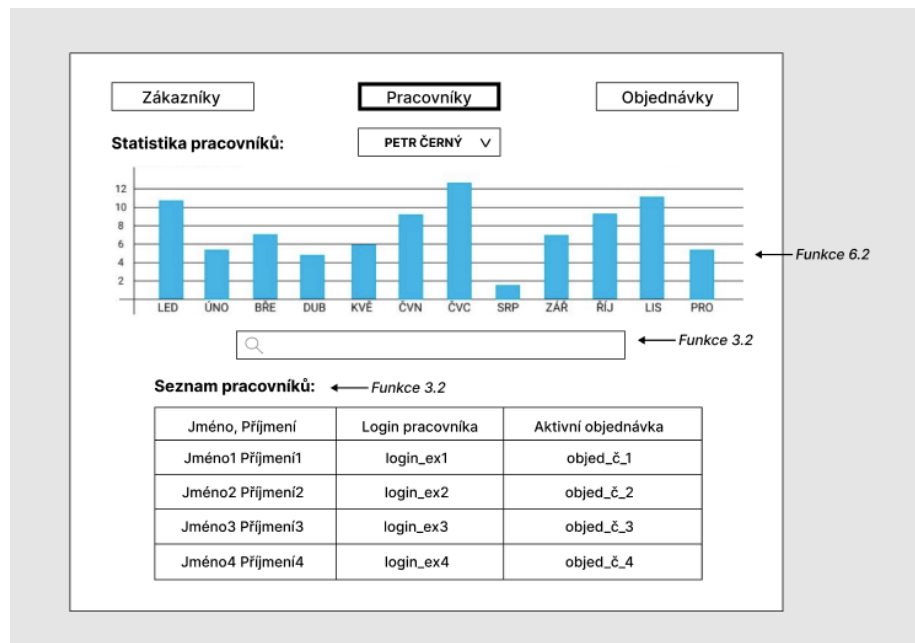 Zákazníky Pracovníky Objednávky
Statistika pracovníků: PETR ČERNÝ
12
10
8
6
4
2
Funkce 6.2
LED ÚNO BŘE DUB KVĚ ČVN ČVC SRP ZÁŘ ŘÍJ LIS PRO
Funkce 3.2
Seznam pracovníků: Funkce 3.2
Jméno, Příjmení Login pracovníka Aktivní objednávka
Jméno1 Příjmení1 login_ex1 objed_č_1
Jméno2 Příjmení2 login_ex2 objed_č_2
Jméno3 Příjmení3 login_ex3 objed_č_3
Jméno4 Příjmení4 login_ex4 objed_č_4